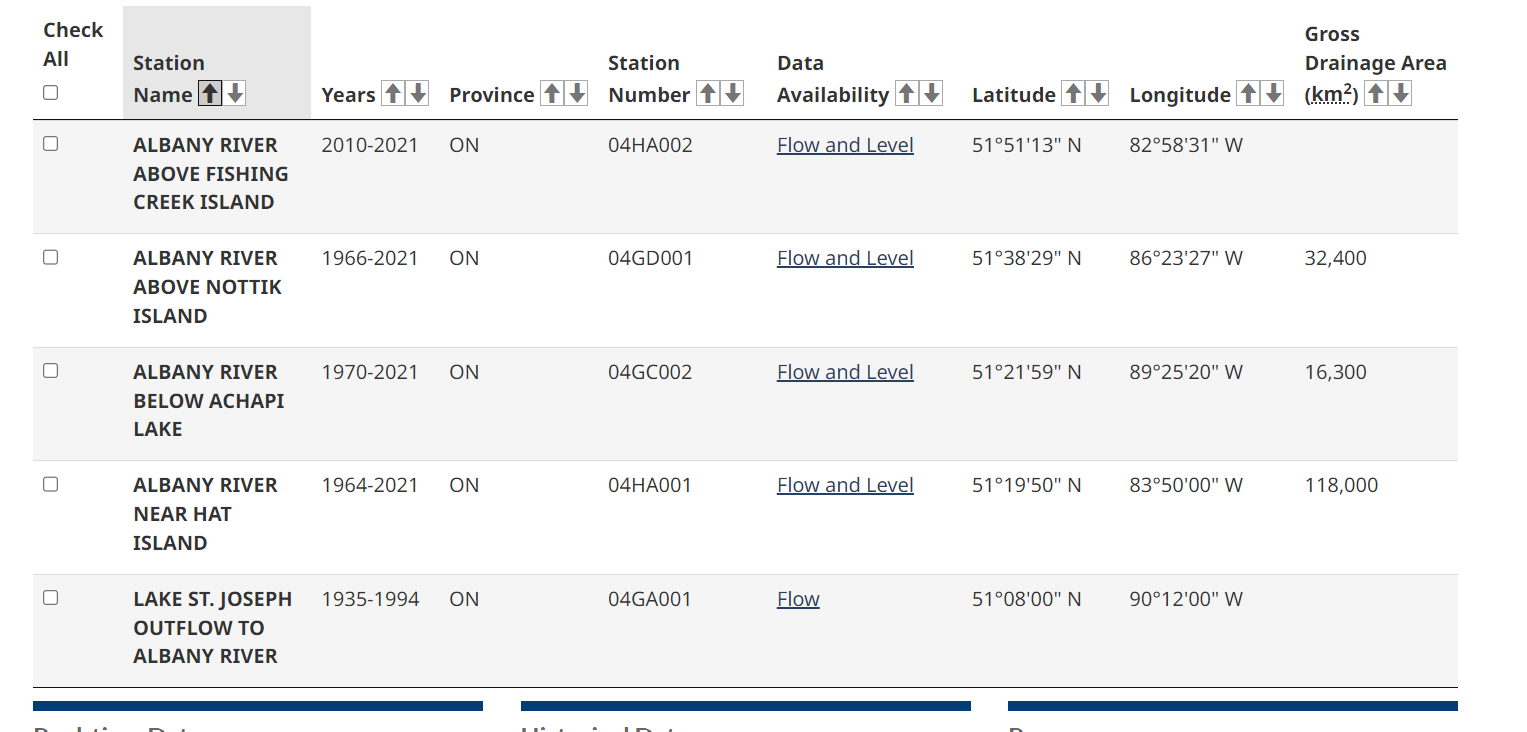 Check All
Station Name
Years
Province
Station Number
Data Availability
Latitude
Longitude
Gross Drainage Area (km²)
ALBANY RIVER
ABOVE FISHING
CREEK ISLAND
2010-2021 ON 04HA002 Flow and Level 51°51'13" N 82°58'31" W
ALBANY RIVER
ABOVE NOTTIK
ISLAND
1966-2021 ON 04GD001 Flow and Level 51°38'29" N 86°23'27" W 32,400
ALBANY RIVER
BELOW ACHAPI
LAKE
1970-2021 ON 04GC002 Flow and Level 51°21'59" N 89°25'20" W 16,300
ALBANY RIVER
NEAR HAT
ISLAND
1964-2021 ON 04HA001 Flow and Level 51°19'50" N 83°50'00" W 118,000
LAKE ST. JOSEPH
OUTFLOW TO
ALBANY RIVER
1935-1994 ON 04GA001 Flow 51°08'00" N 90°12'00" W